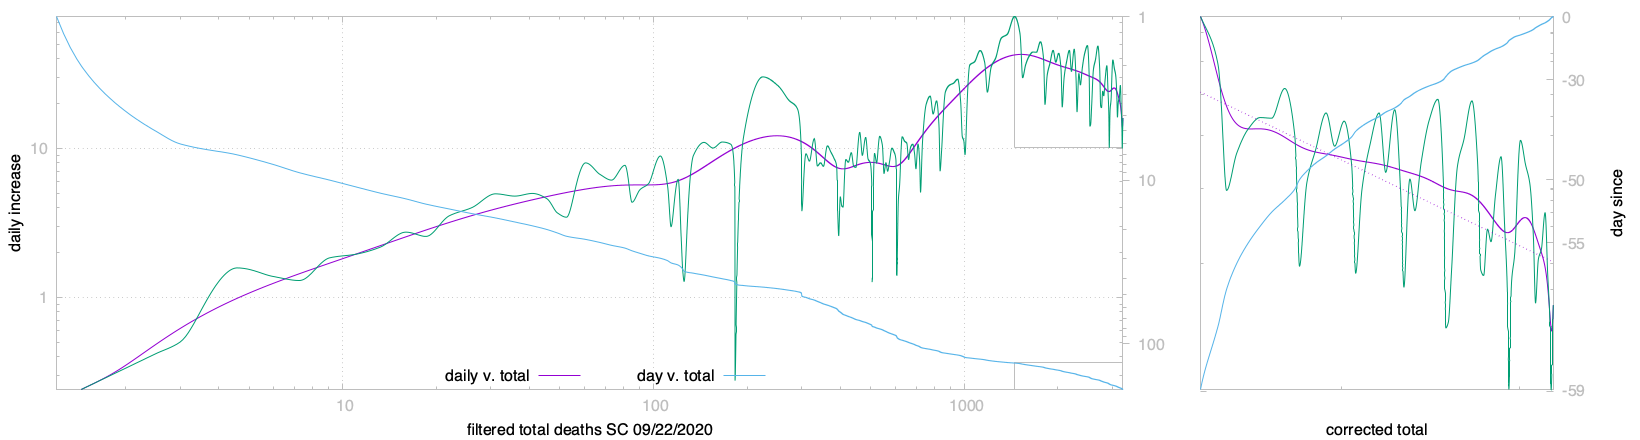 1
10
100
daily increase
10
1
daily v. total
day v. total
10
100
1000
filtered total deaths SC 09/22/2020
0
-30
-50
-55
-59
day since
corrected total